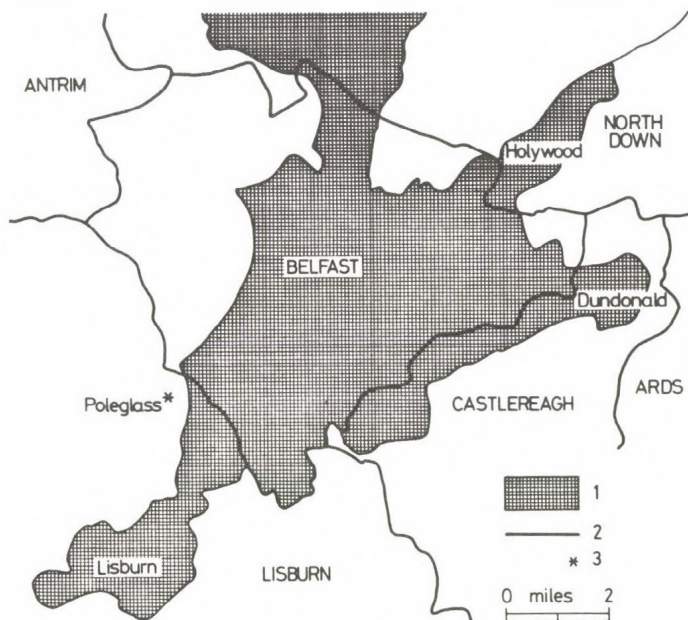 ANTRIM
NORTH
DOWN
Holywood
BELFAST
Dundonald
Poleglass*
CASTLEREAGH
ARDS
1
2
* 3
Lisburn
LISBURN
0 miles 2